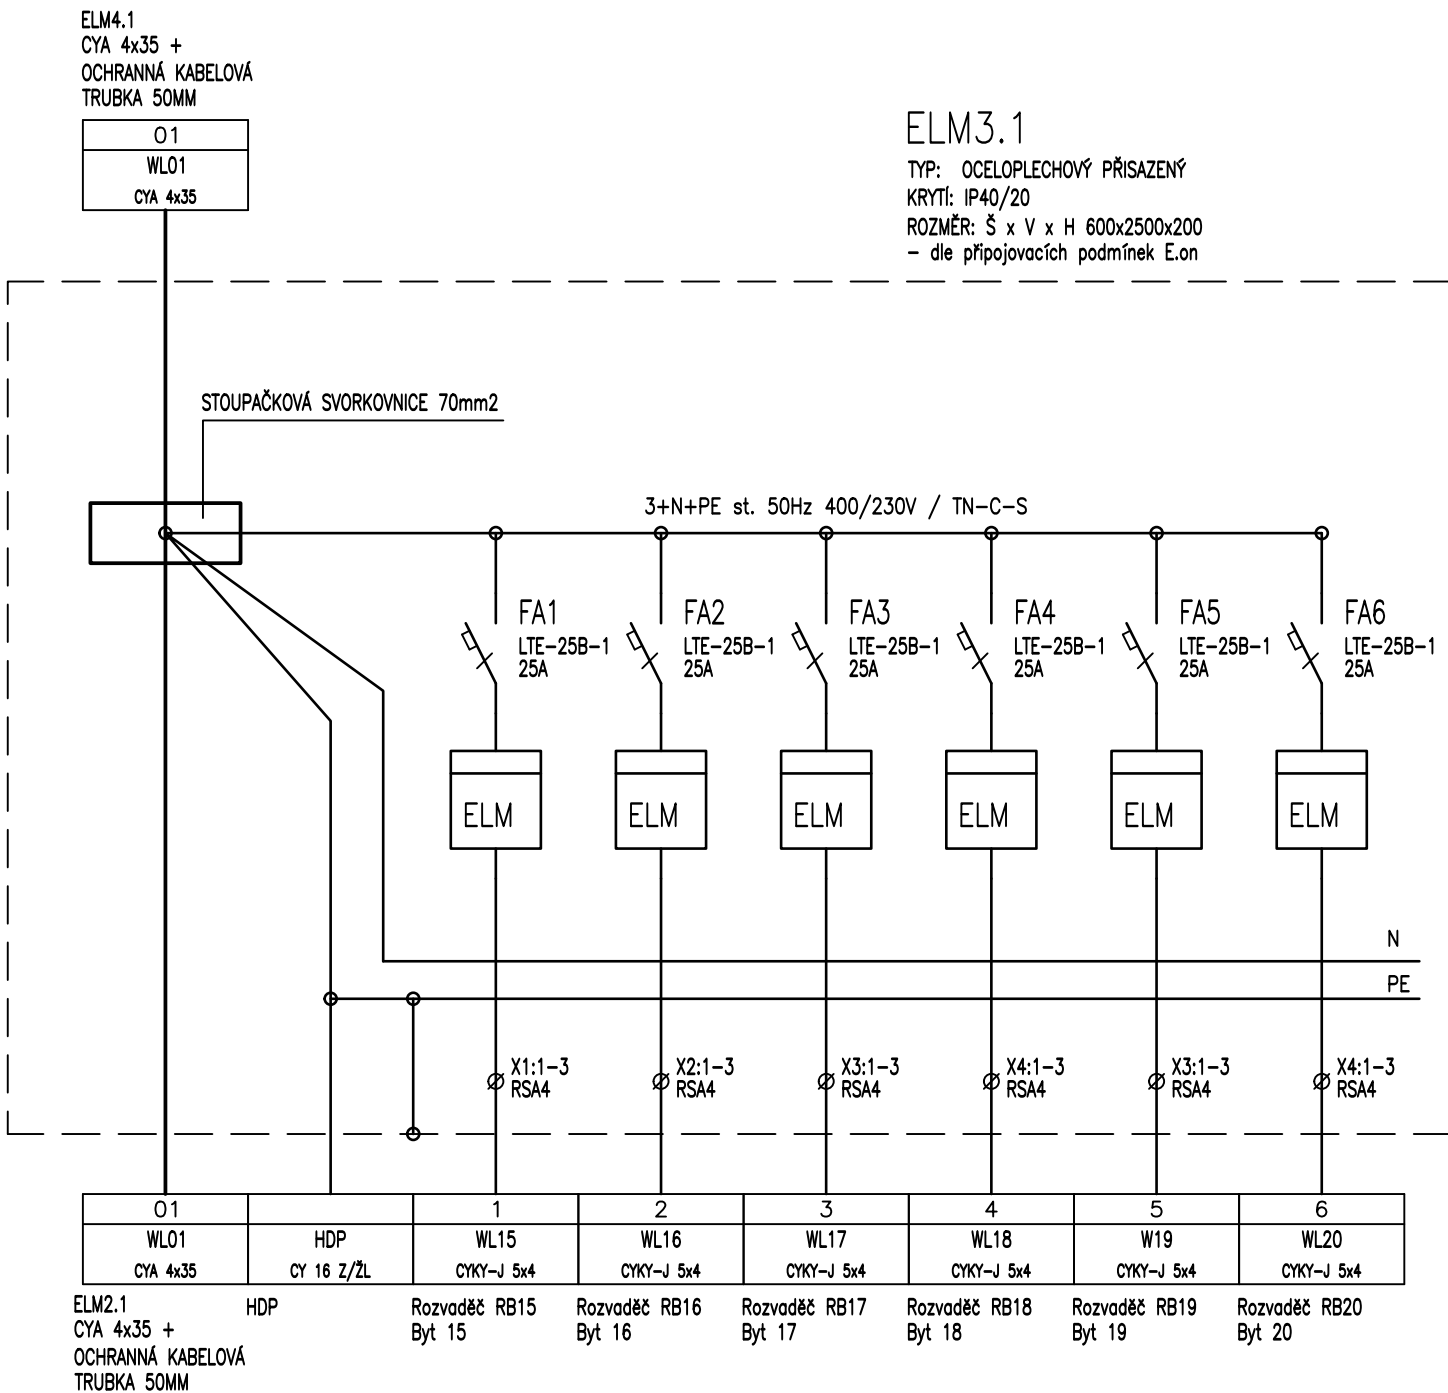 ELM4.1
CYA 4x35 +
OCHRANNÁ KABELOVÁ
TRUBKA 50MM
01
WL01
CYA 4x35
ELM3.1
TYP: OCELOPLECHOVÝ PŘISAZENÝ
KRYTÍ: IP40/20
ROZMĚR: Š x V x H 600x2500x200
- dle připojovacích podmínek E.on
STOUPAČKOVÁ SVORKOVNICE 70mm2
3+N+PE st. 50Hz 400/230V / TN-C-S
FA1
LTE-25B-1
25A
FA2
LTE-25B-1
25A
FA3
LTE-25B-1
25A
FA4
LTE-25B-1
25A
FA5
LTE-25B-1
25A
FA6
LTE-25B-1
25A
ELM
ELM
ELM
ELM
ELM
ELM
N
PE
X1:1-3
RSA4
X2:1-3
RSA4
X3:1-3
RSA4
X4:1-3
RSA4
X3:1-3
RSA4
X4:1-3
RSA4
01
WL01
CYA 4x35
HDP
CY 16 Z/ŽL
1
WL15
CYKY-J 5x4
2
WL16
CYKY-J 5x4
3
WL17
CYKY-J 5x4
4
WL18
CYKY-J 5x4
5
W19
CYKY-J 5x4
6
WL20
CYKY-J 5x4
ELM2.1
CYA 4x35 +
OCHRANNÁ KABELOVÁ
TRUBKA 50MM
HDP
Rozvaděč RB15
Byt 15
Rozvaděč RB16
Byt 16
Rozvaděč RB17
Byt 17
Rozvaděč RB18
Byt 18
Rozvaděč RB19
Byt 19
Rozvaděč RB20
Byt 20